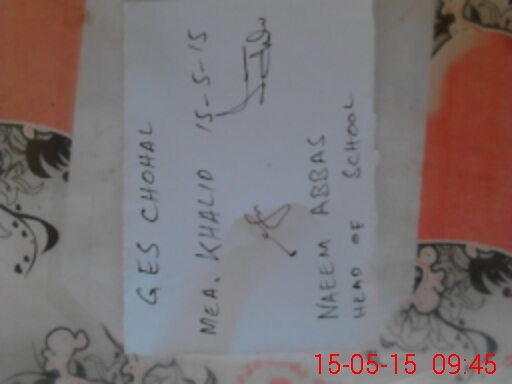 GES CHOHAL
MEA. KHALID 15-5-15
NAEEM ABBAS
HEAD OF SCHOOL
15-05-15 09:45